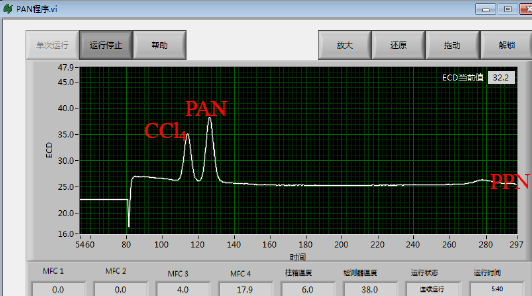 PAN程序.vi
单次运行 运行停止 帮助 放大 还原 拖动 解锁
47.9
ECD当前值 32.2
45.0
40.0
35.0
30.0
25.0
20.0
16.0
ECD
CCl4
PAN
PPN
54 60 80 100 120 140 160 180 200 220 240 260 280 297
时间
MFC 1 MFC 2 MFC 3 MFC 4 柱箱温度 检测器温度 运行状态 运行时间
0.0 0.0 4.0 17.9 6.0 38.0 连续运行 5:40